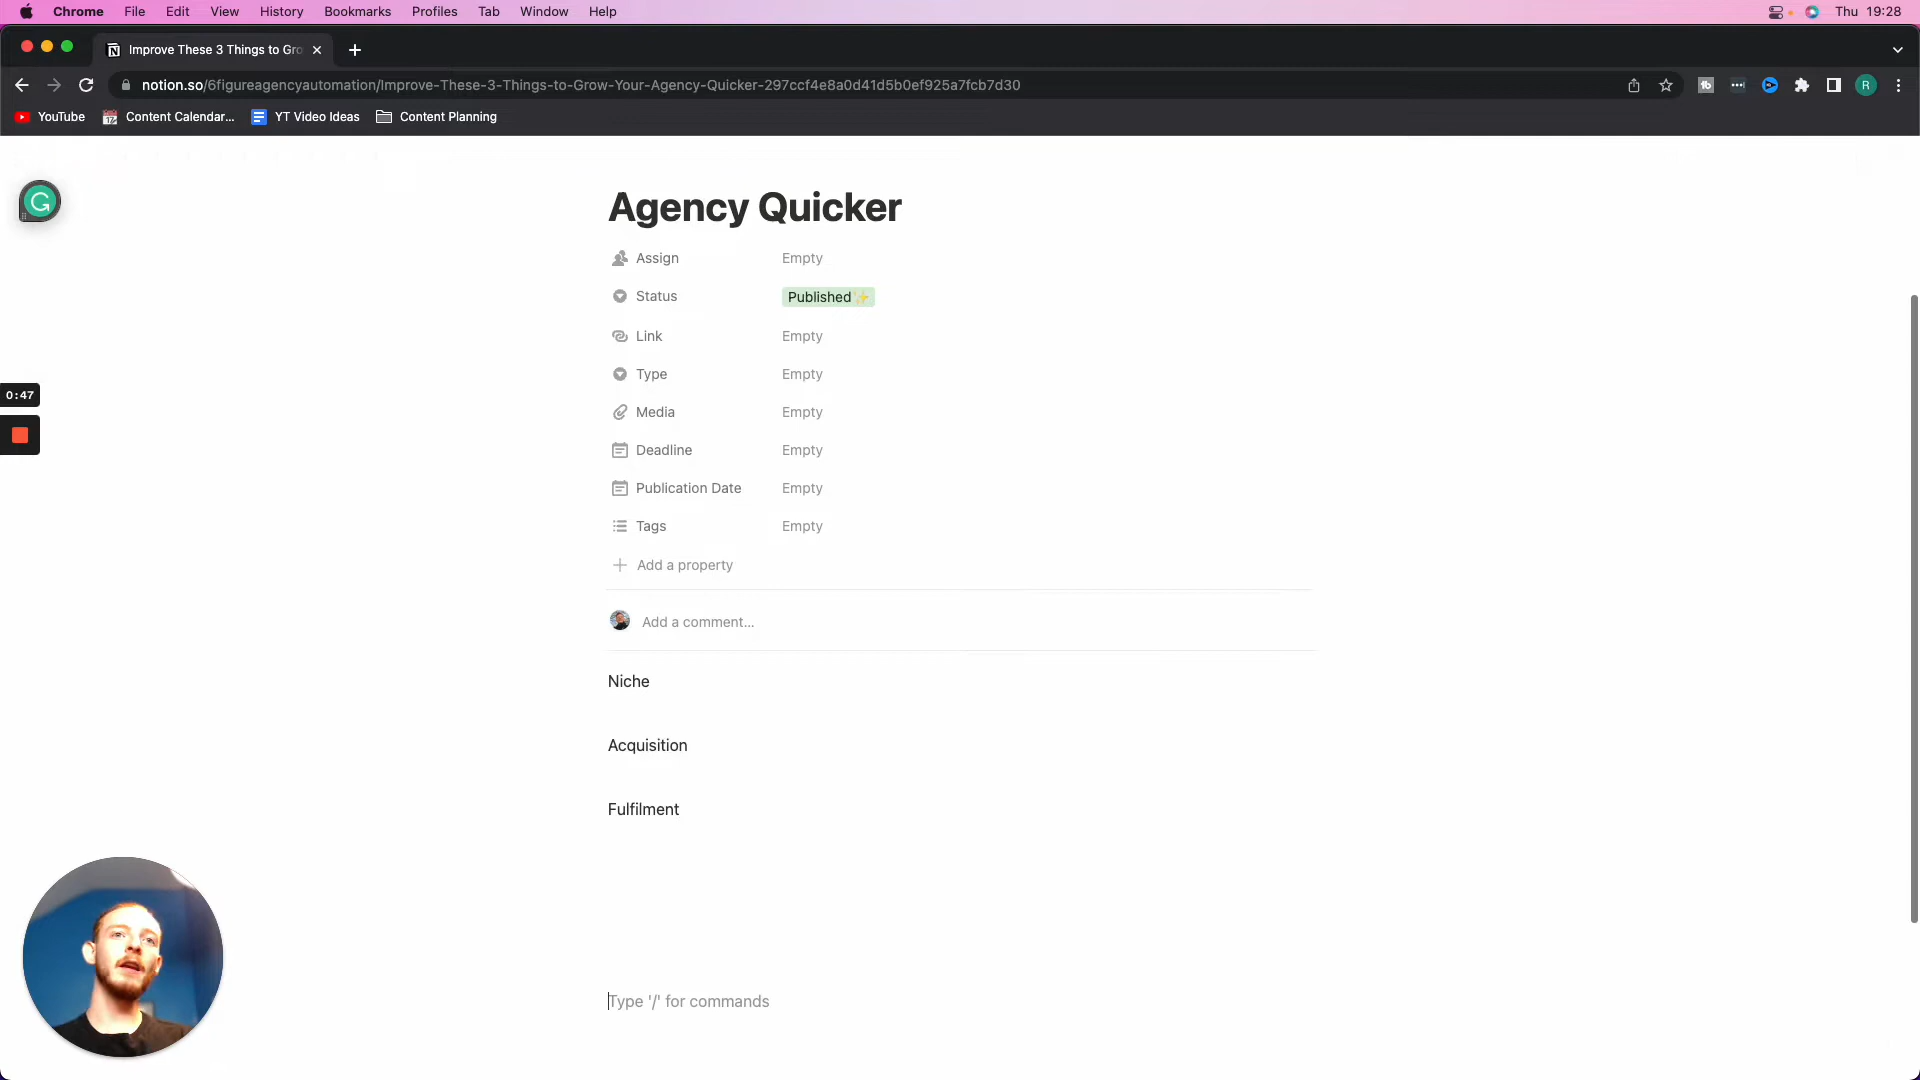 Chrome File Edit View History Bookmarks Profiles Tab Window Help Thu 19:28
Improve These 3 Things to Gro
notion.so/6figureagencyautomation/Improve-These-3-Things-to-Grow-Your-Agency-Quicker-297ccf4e8a0d41d5b0ef925a7fcb7d30 R
YouTube Content Calendar... YT Video Ideas Content Planning
Agency Quicker
Assign Empty
Status Published✨
Link Empty
Type Empty
0:47
Media Empty
Deadline Empty
Publication Date Empty
Tags Empty
Add a property
Add a comment...
Niche
Acquisition
Fulfilment
Type '/' for commands